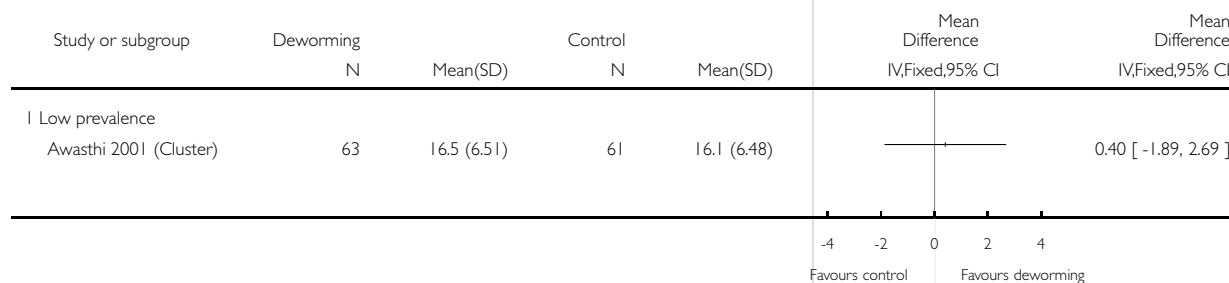 Study or subgroup Deworming Control Mean Difference Mean Difference
N Mean(SD) N Mean(SD) IV,Fixed,95% CI IV,Fixed,95% CI
1 Low prevalence
Awasthi 2001 (Cluster) 63 16.5 (6.51) 61 16.1 (6.48) 0.40 [ -1.89, 2.69 ]
-4 -2 0 2 4
Favours control Favours deworming